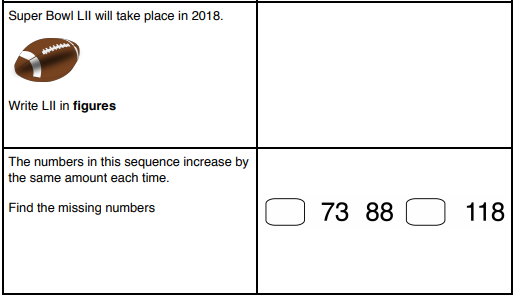 Super Bowl LII will take place in 2018.
Write LII in figures
The numbers in this sequence increase by
the same amount each time.
Find the missing numbers
73 88 118